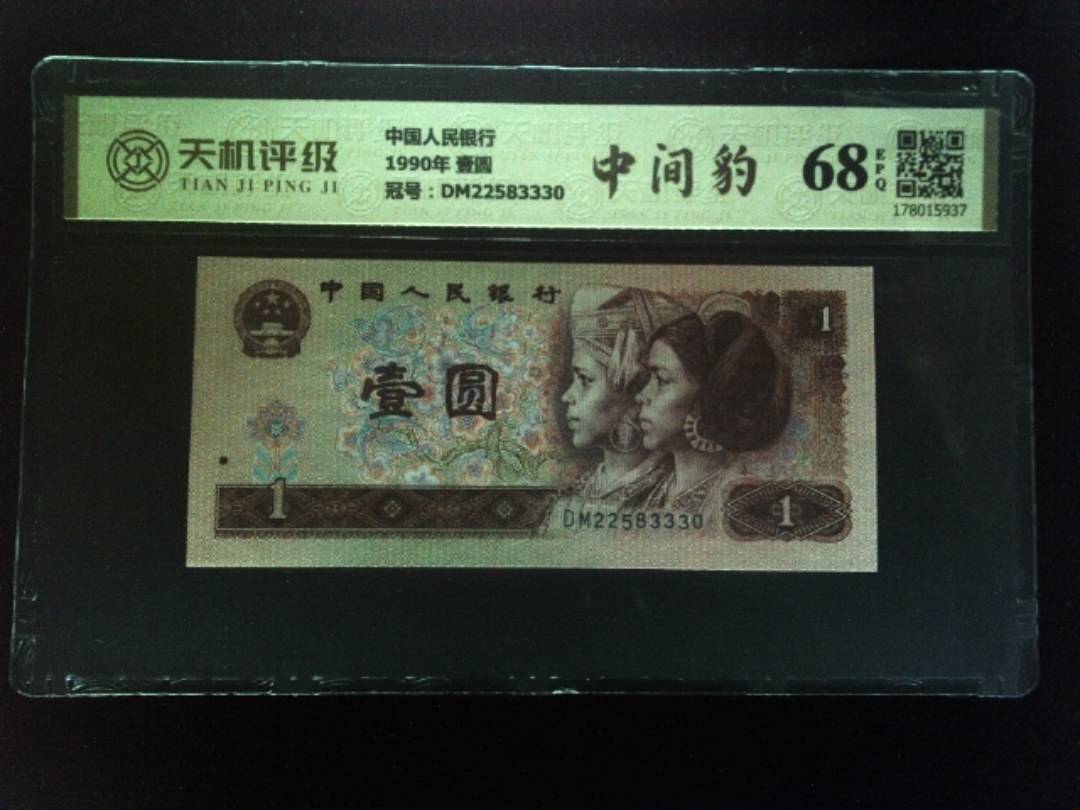 天机评级
TIAN JI PING JI
中国人民银行
1990年 壹圆
冠号：DM22583330
中间豹
68
EPQ
178015937
中国人民银行
1
壹圆
1
DM22583330
1